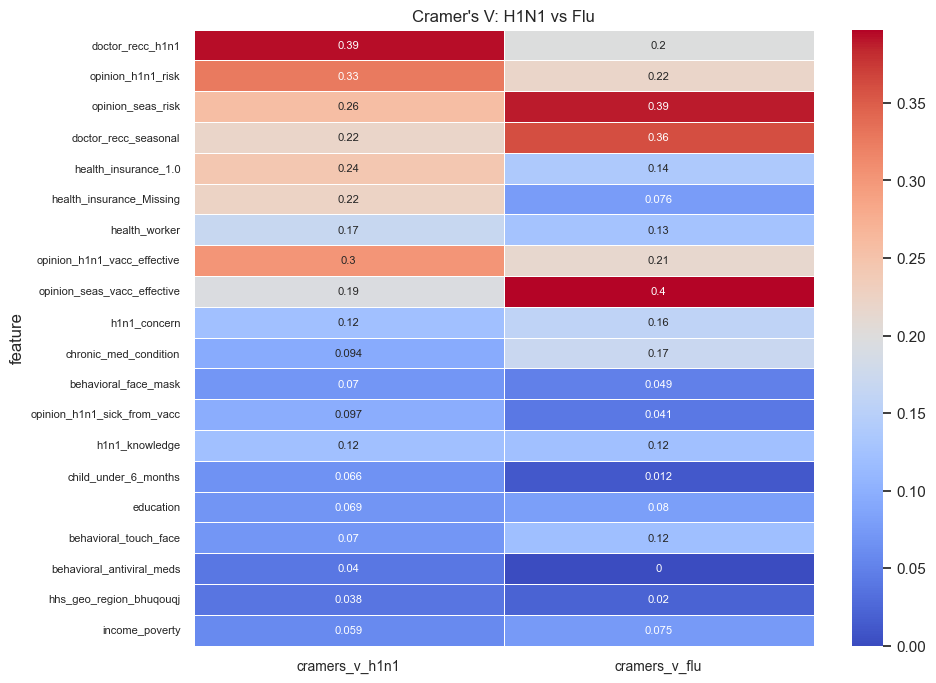 Cramer's V: H1N1 vs Flu
feature
doctor_recc_h1n1 0.39 0.2
opinion_h1n1_risk 0.33 0.22
opinion_seas_risk 0.26 0.39
doctor_recc_seasonal 0.22 0.36
health_insurance_1.0 0.24 0.14
health_insurance_Missing 0.22 0.076
health_worker 0.17 0.13
opinion_h1n1_vacc_effective 0.3 0.21
opinion_seas_vacc_effective 0.19 0.4
h1n1_concern 0.12 0.16
chronic_med_condition 0.094 0.17
behavioral_face_mask 0.07 0.049
opinion_h1n1_sick_from_vacc 0.097 0.041
h1n1_knowledge 0.12 0.12
child_under_6_months 0.066 0.012
education 0.069 0.08
behavioral_touch_face 0.07 0.12
behavioral_antiviral_meds 0.04 0
hhs_geo_region_bhuqouqj 0.038 0.02
income_poverty 0.059 0.075
cramers_v_h1n1 cramers_v_flu
0.35
0.30
0.25
0.20
0.15
0.10
0.05
0.00